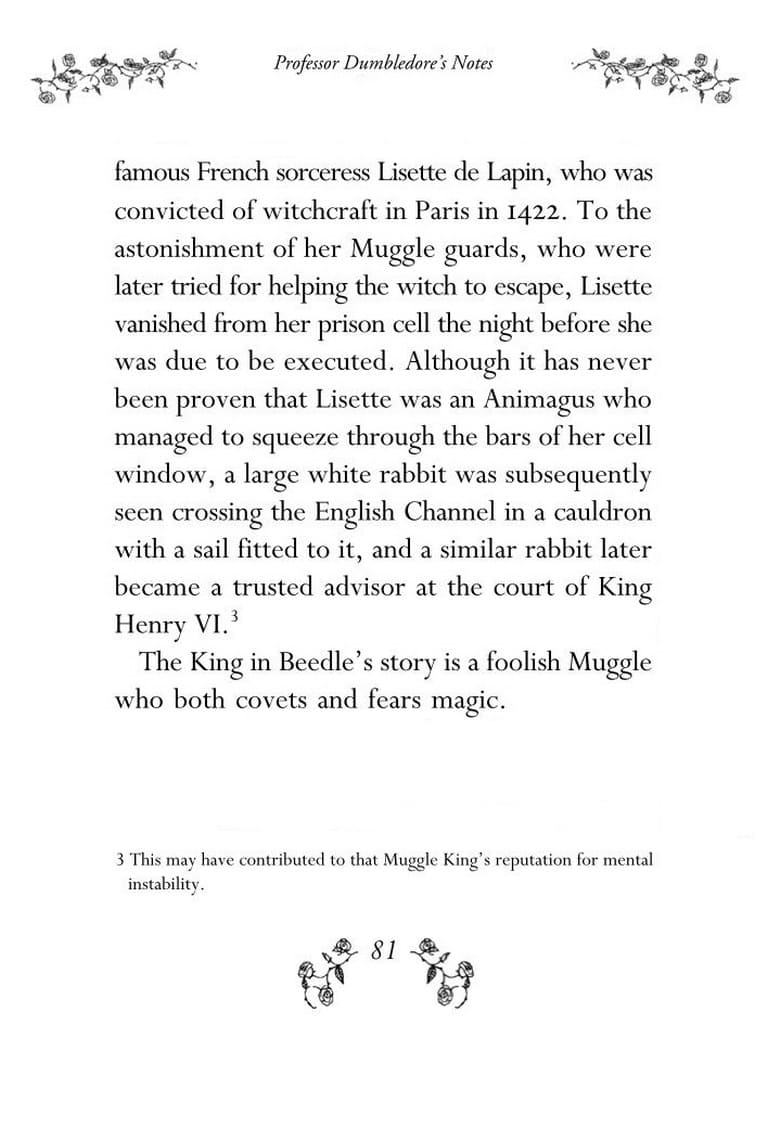 Professor Dumbledore's Notes
famous French sorceress Lisette de Lapin, who was
convicted of witchcraft in Paris in 1422. To the
astonishment of her Muggle guards, who were
later tried for helping the witch to escape, Lisette
vanished from her prison cell the night before she
was due to be executed. Although it has never
been proven that Lisette was an Animagus who
managed to squeeze through the bars of her cell
window, a large white rabbit was subsequently
seen crossing the English Channel in a cauldron
with a sail fitted to it, and a similar rabbit later
became a trusted advisor at the court of King
Henry VI.³
The King in Beedle's story is a foolish Muggle
who both covets and fears magic.
3 This may have contributed to that Muggle King's reputation for mental
instability.
81